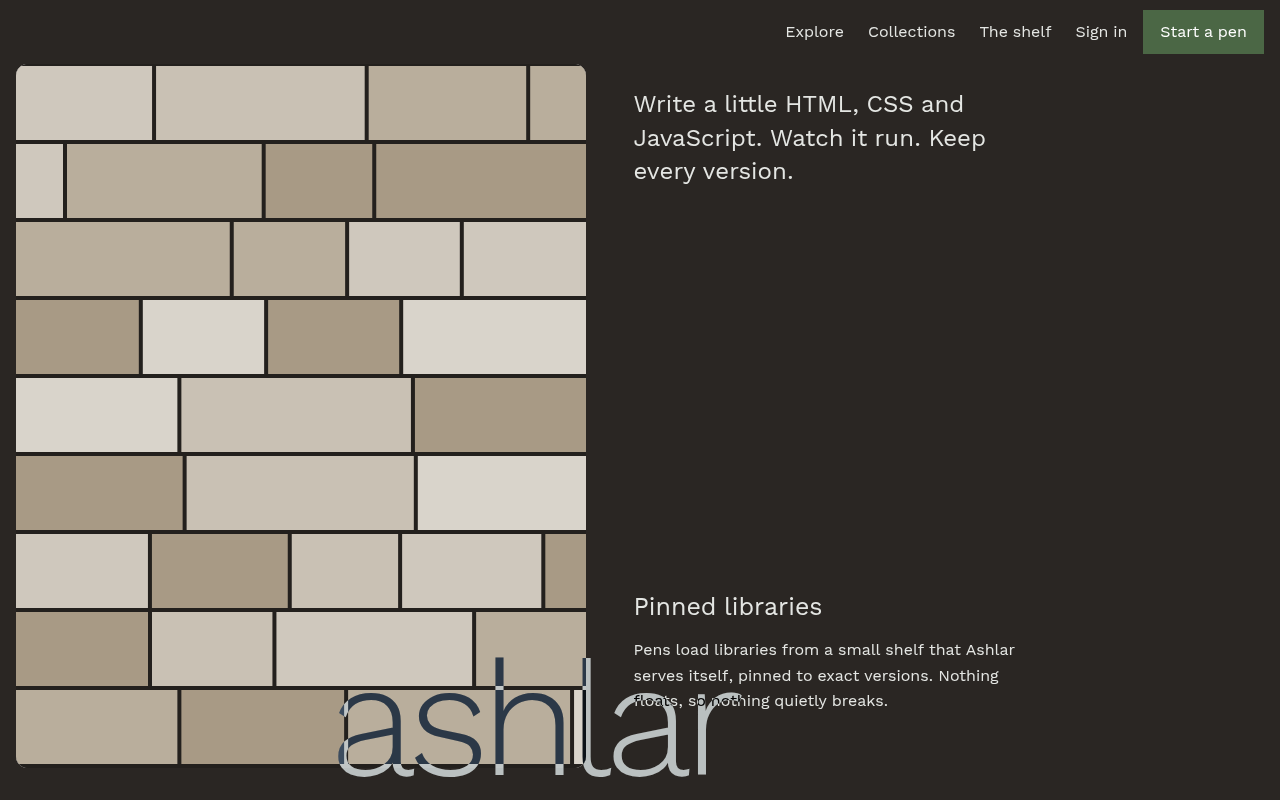 Explore Collections The shelf Sign in Start a pen
Write a little HTML, CSS and
JavaScript. Watch it run. Keep
every version.
Pinned libraries
Pens load libraries from a small shelf that Ashlar
serves itself, pinned to exact versions. Nothing
floats, so nothing quietly breaks.
ashlar